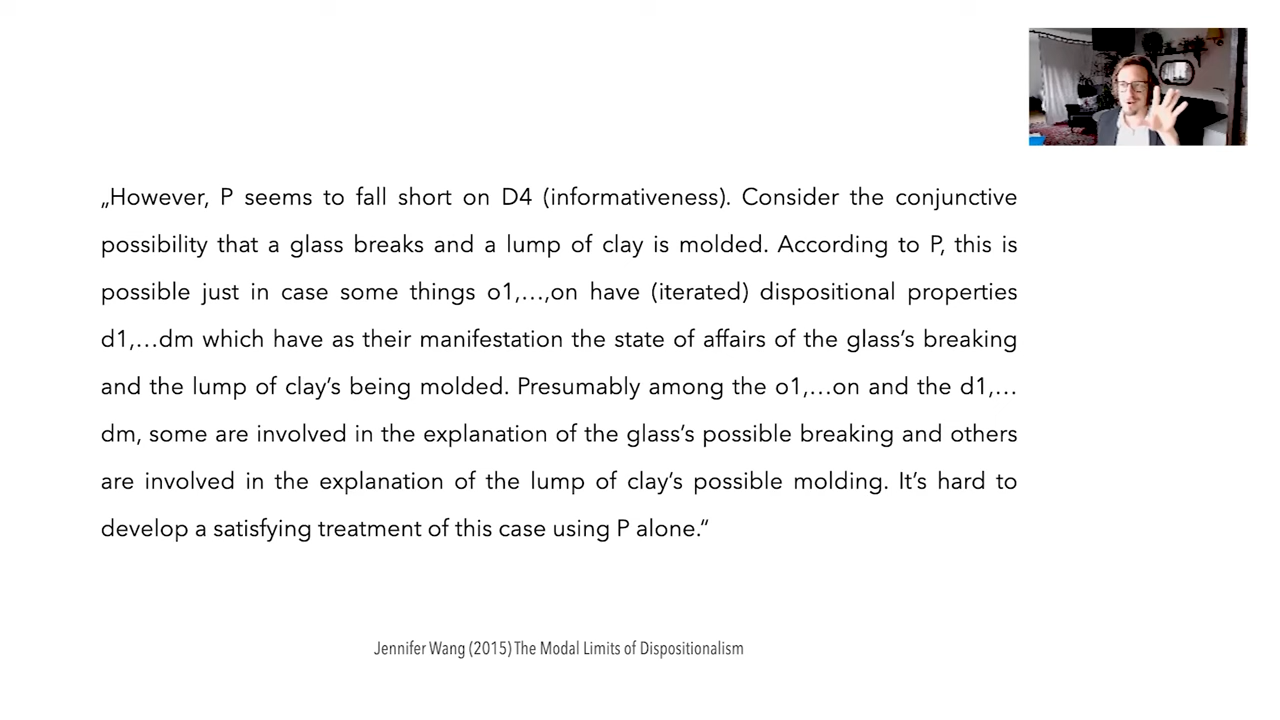 „However, P seems to fall short on D4 (informativeness). Consider the conjunctive
possibility that a glass breaks and a lump of clay is molded. According to P, this is
possible just in case some things o1,…,on have (iterated) dispositional properties
d1,…dm which have as their manifestation the state of affairs of the glass’s breaking
and the lump of clay’s being molded. Presumably among the o1,…on and the d1,…
dm, some are involved in the explanation of the glass’s possible breaking and others
are involved in the explanation of the lump of clay’s possible molding. It’s hard to
develop a satisfying treatment of this case using P alone.“
Jennifer Wang (2015) The Modal Limits of Dispositionalism